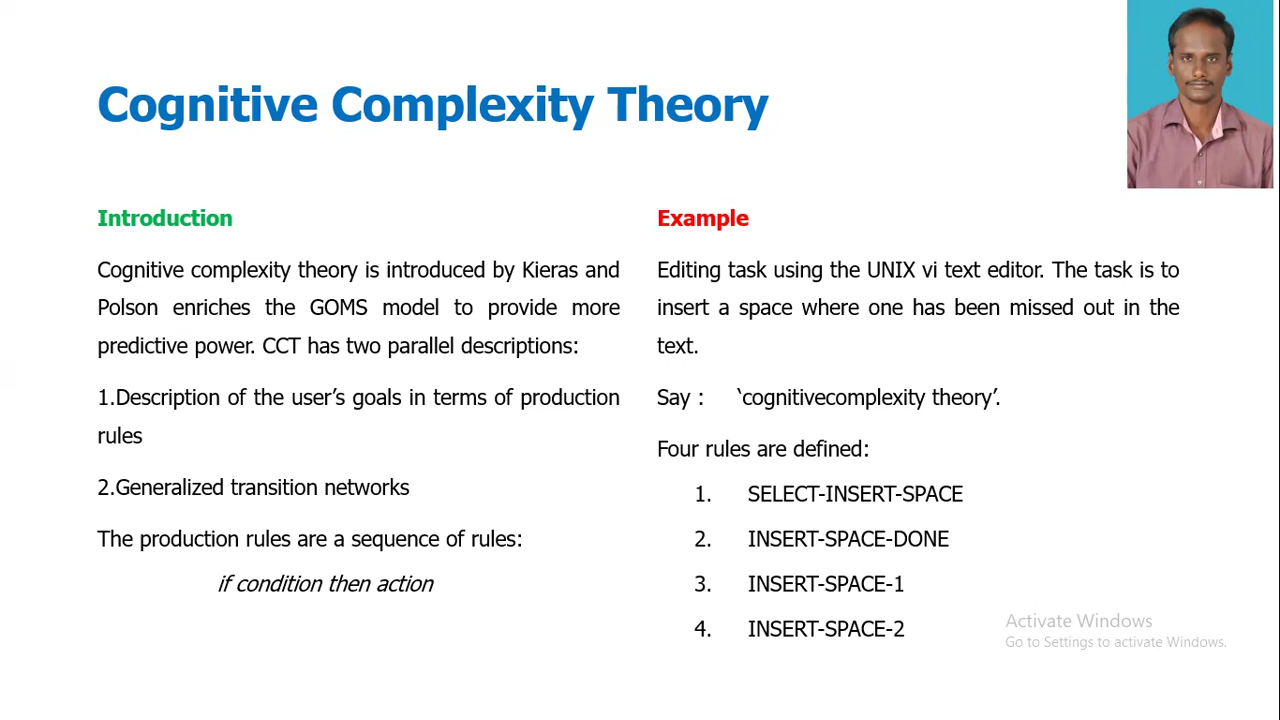 Cognitive Complexity Theory
Introduction
Cognitive complexity theory is introduced by Kieras and
Polson enriches the GOMS model to provide more
predictive power. CCT has two parallel descriptions:
1.Description of the user’s goals in terms of production
rules
2.Generalized transition networks
The production rules are a sequence of rules:
if condition then action
Example
Editing task using the UNIX vi text editor. The task is to
insert a space where one has been missed out in the
text.
Say : ‘cognitivecomplexity theory’.
Four rules are defined:
1. SELECT-INSERT-SPACE
2. INSERT-SPACE-DONE
3. INSERT-SPACE-1
4. INSERT-SPACE-2
Activate Windows
Go to Settings to activate Windows.